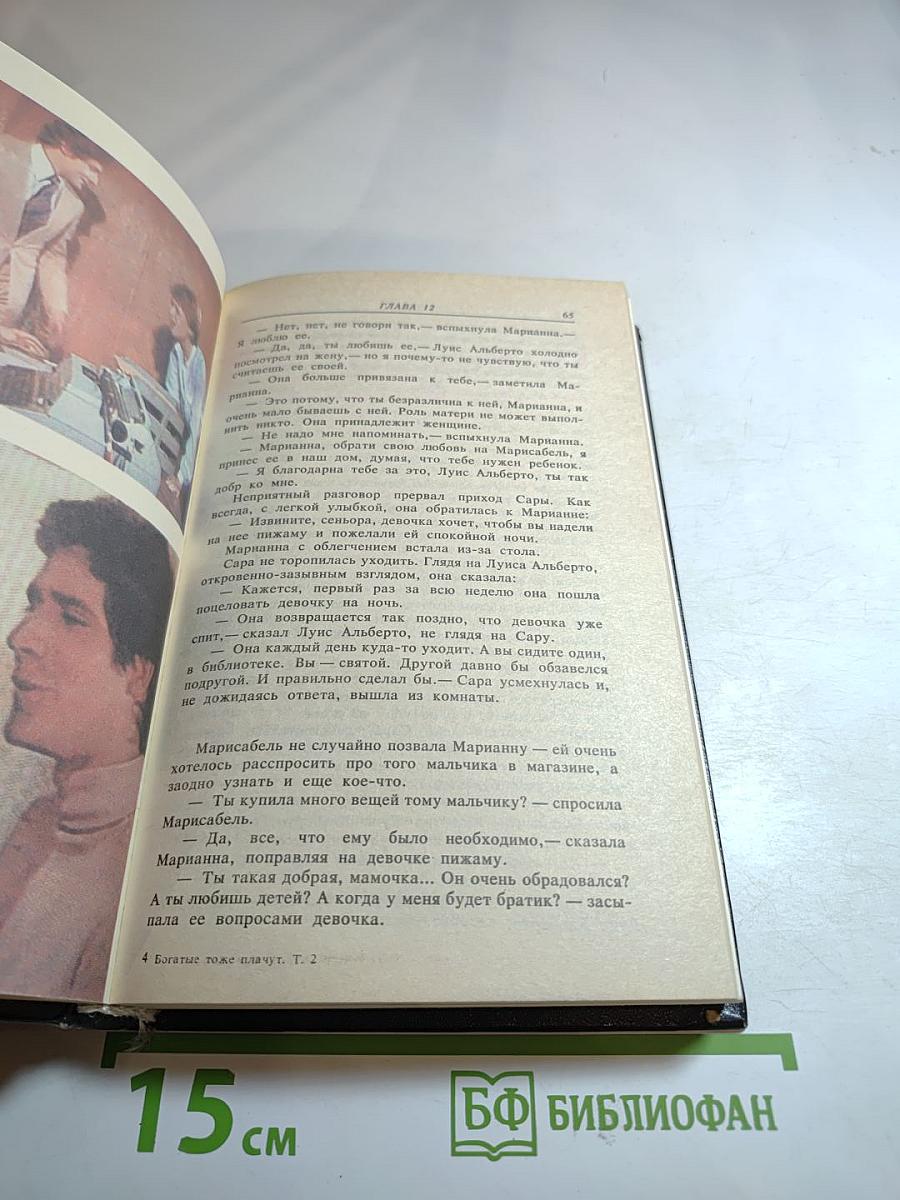 ГЛАВА 12
65
— Нет, нет, не говори так,— вспыхнула Марианна.—
Я люблю ее.
— Да, да, ты любишь ее,— Луис Альберто холодно
посмотрел на жену,— но я почему-то не чувствую, что ты
считаешь ее своей.
— Она больше привязана к тебе,— заметила Ма-
рианна.
— Это потому, что ты безразлична к ней, Марианна, и
очень мало бываешь с ней. Роль матери не может выпол-
нить никто. Она принадлежит женщине.
— Не надо мне напоминать,— вспыхнула Марианна.
— Марианна, обрати свою любовь на Марисабель, я
принес ее в наш дом, думая, что тебе нужен ребенок.
— Я благодарна тебе за это, Луис Альберто, ты так
добр ко мне.
Неприятный разговор прервал приход Сары. Как
всегда, с легкой улыбкой, она обратилась к Марианне:
— Извините, сеньора, девочка хочет, чтобы вы надели
на нее пижаму и пожелали ей спокойной ночи.
Марианна с облегчением встала из-за стола.
Сара не торопилась уходить. Глядя на Луиса Альберто,
откровенно-зазывным взглядом, она сказала:
— Кажется, первый раз за всю неделю она пошла
поцеловать девочку на ночь.
— Она возвращается так поздно, что девочка уже
спит,— сказал Луис Альберто, не глядя на Сару.
— Она каждый день куда-то уходит. А вы сидите один,
в библиотеке. Вы — святой. Другой давно бы обзавелся
подругой. И правильно сделал бы.— Сара усмехнулась и,
не дожидаясь ответа, вышла из комнаты.
Марисабель не случайно позвала Марианну — ей очень
хотелось расспросить про того мальчика в магазине, а
заодно узнать и еще кое-что.
— Ты купила много вещей тому мальчику? — спросила
Марисабель.
— Да, все, что ему было необходимо,— сказала
Марианна, поправляя на девочке пижаму.
— Ты такая добрая, мамочка... Он очень обрадовался?
А ты любишь детей? А когда у меня будет братик? — засы-
пала ее вопросами девочка.
4 Богатые тоже плачут. Т. 2
15 см
БФ БИБЛИОФАН